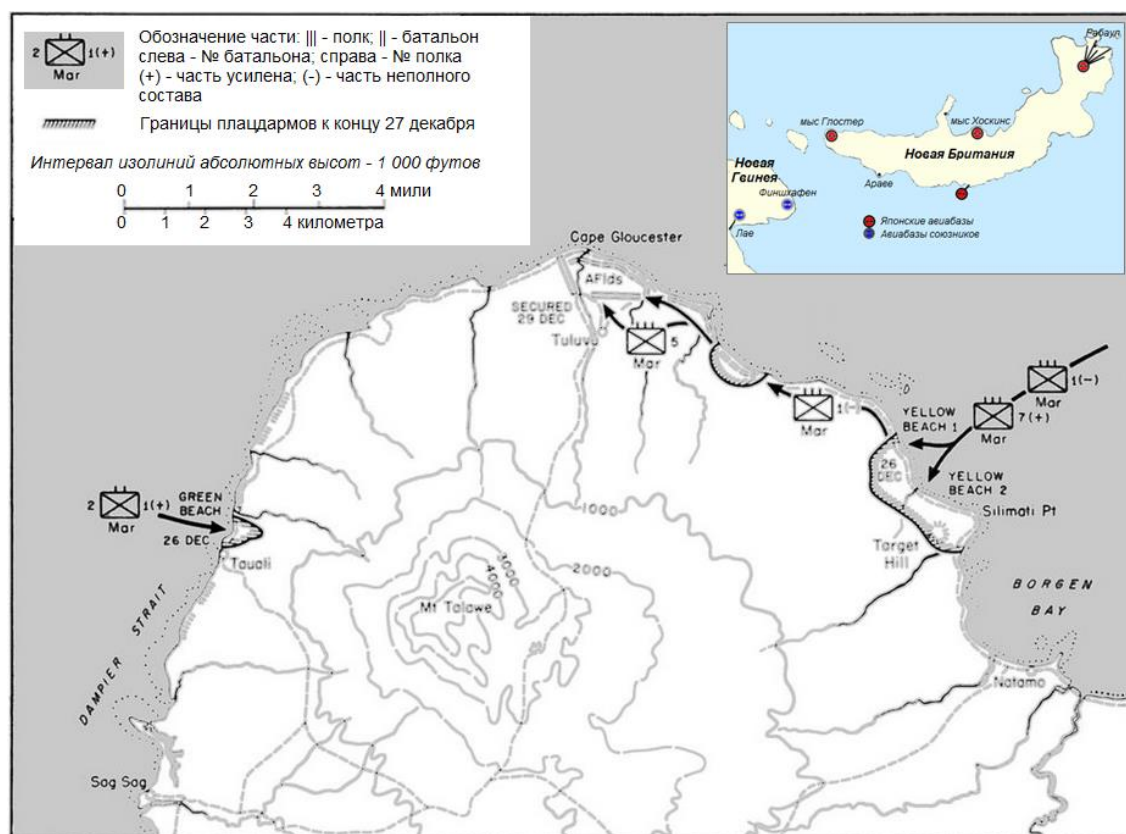 2 1(+)
Mar
Обозначение части: ||| - полк; || - батальон
слева - № батальона; справа - № полка
(+) - часть усилена; (-) - часть неполного
состава
Границы плацдармов к концу 27 декабря
Интервал изолиний абсолютных высот - 1 000 футов
0 1 2 3 4 мили
0 1 2 3 4 километра
Рабаул
мыс Глостер
мыс Хоскинс
Новая Британия
Новая
Гвинея
Араве
Финшхафен
Лае
Японские авиабазы
Авиабазы союзников
Cape Gloucester
AFlds
SECURED
29 DEC
Tuluvu
5
Mar
1(-)
Mar
1(-)
Mar
7(+)
Mar
YELLOW
BEACH 1
26
DEC
YELLOW
BEACH 2
Silimati Pt
Target
Hill
2 1(+)
Mar
GREEN
BEACH
26 DEC
Tauali
1000
2000
3000
4000
Mt Talawe
BORGEN
BAY
DAMPIER STRAIT
Natamo
Sag Sag